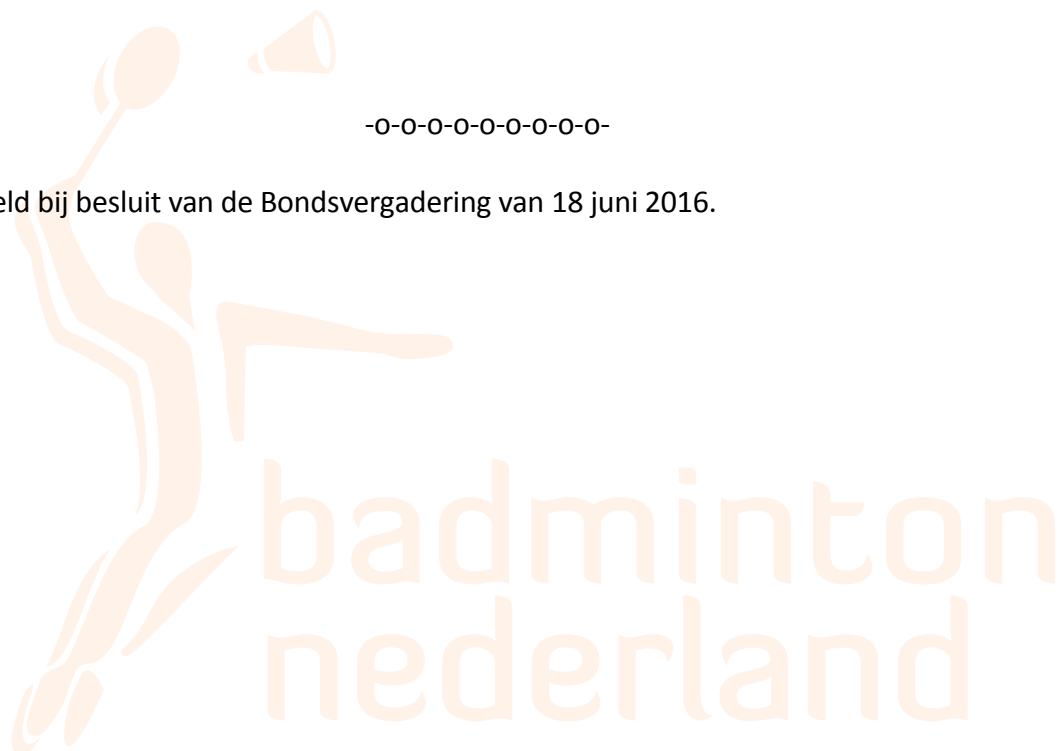 -o-o-o-o-o-o-o-o-o-
eld bij besluit van de Bondsvergadering van 18 juni 2016.
badminton
nederland